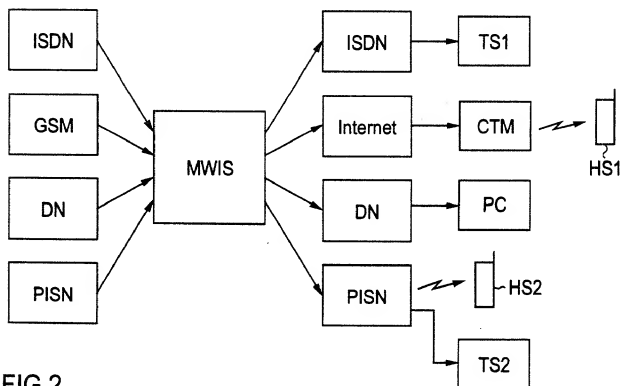 ISDN
ISDN
TS1
GSM
Internet
CTM
HS1
MWIS
DN
DN
PC
PISN
PISN
HS2
TS2
FIG 2